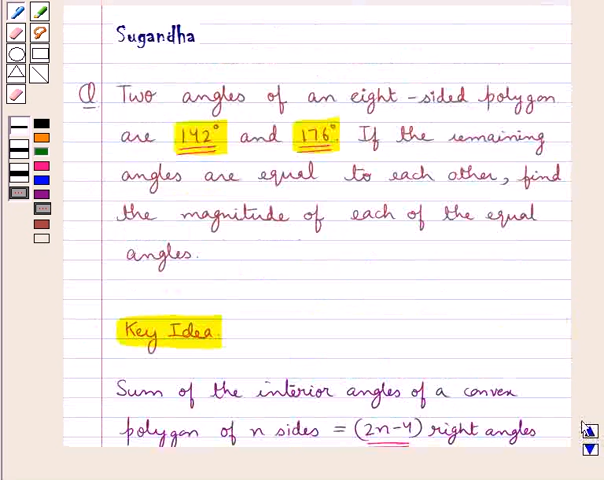 Sugandha
Q Two angles of an eight-sided polygon
are 142° and 176°. If the remaining
angles are equal to each other, find
the magnitude of each of the equal
angles.
Key Idea.
Sum of the interior angles of a convex
polygon of n sides = (2n-4) right angles